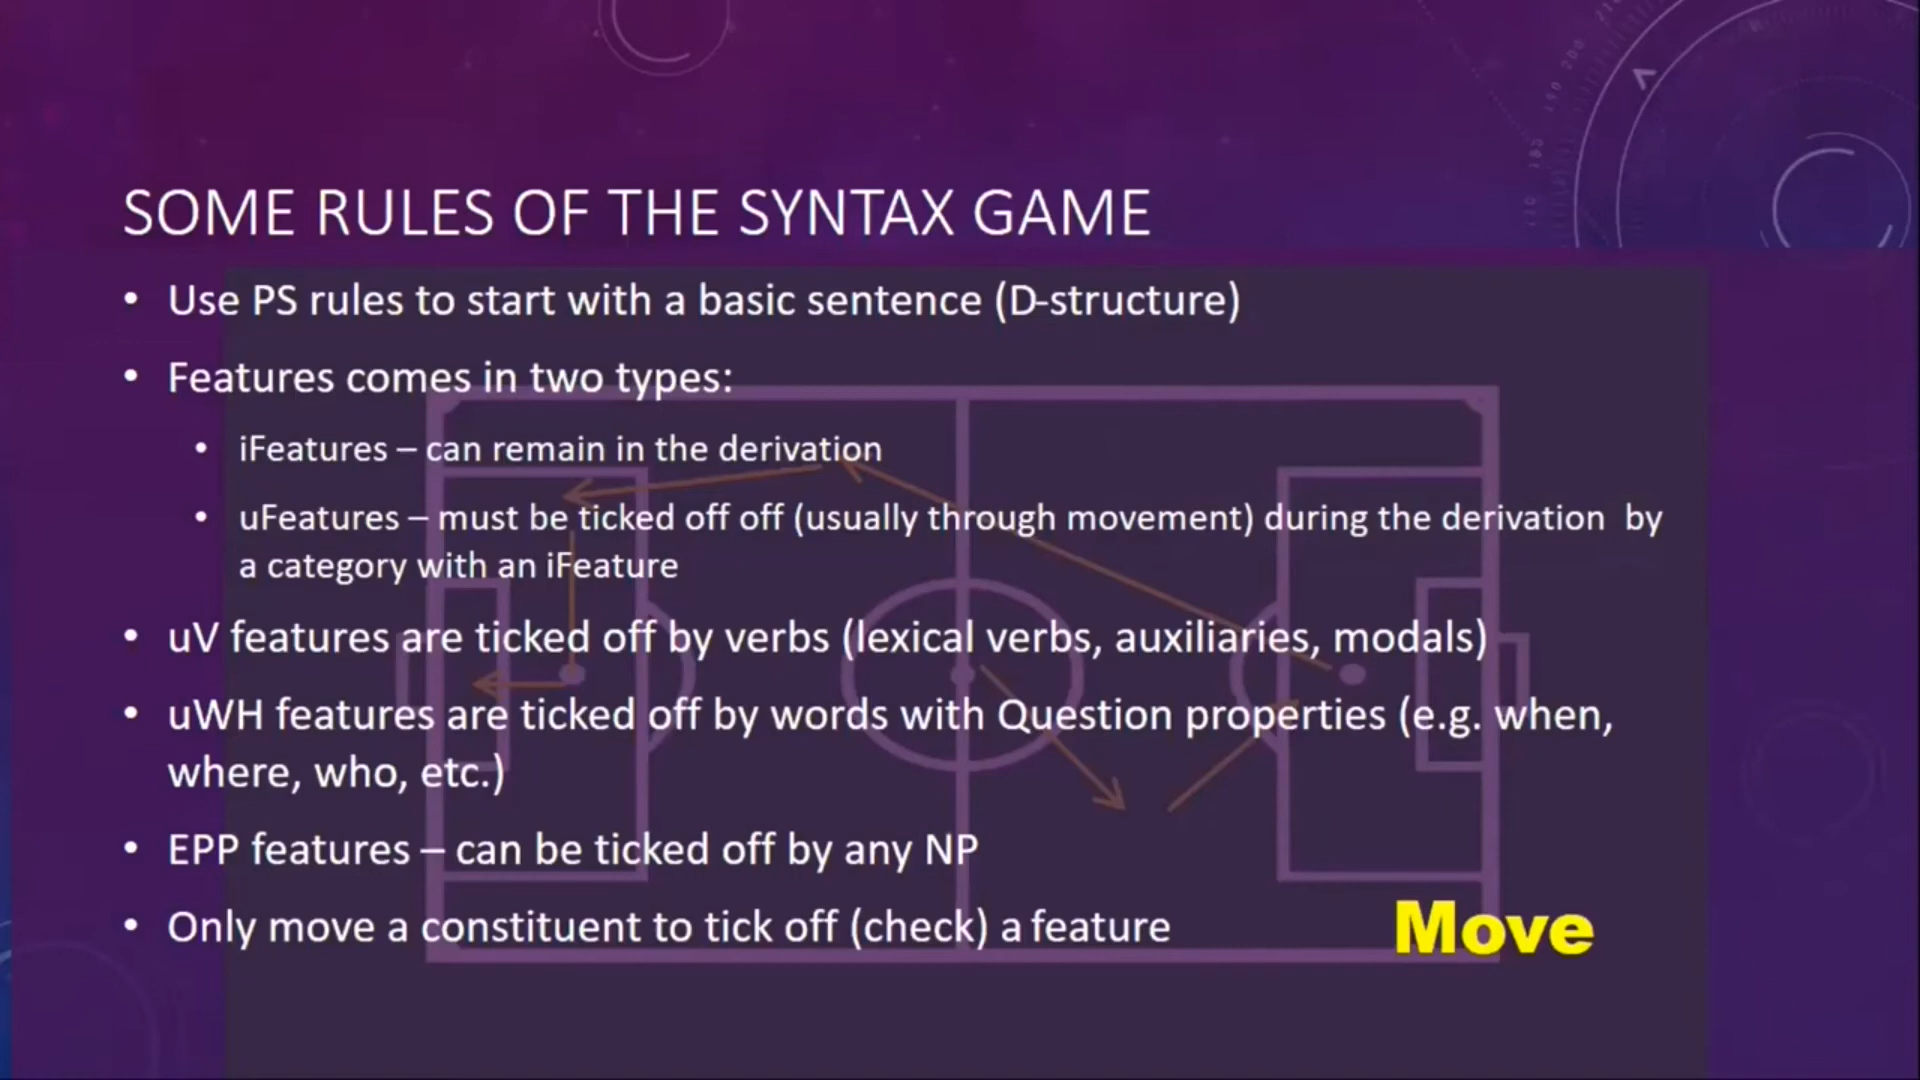 SOME RULES OF THE SYNTAX GAME
• Use PS rules to start with a basic sentence (D-structure)
• Features comes in two types:
• iFeatures – can remain in the derivation
• uFeatures – must be ticked off off (usually through movement) during the derivation by
a category with an iFeature
• uV features are ticked off by verbs (lexical verbs, auxiliaries, modals)
• uWH features are ticked off by words with Question properties (e.g. when,
where, who, etc.)
• EPP features – can be ticked off by any NP
• Only move a constituent to tick off (check) a feature
Move